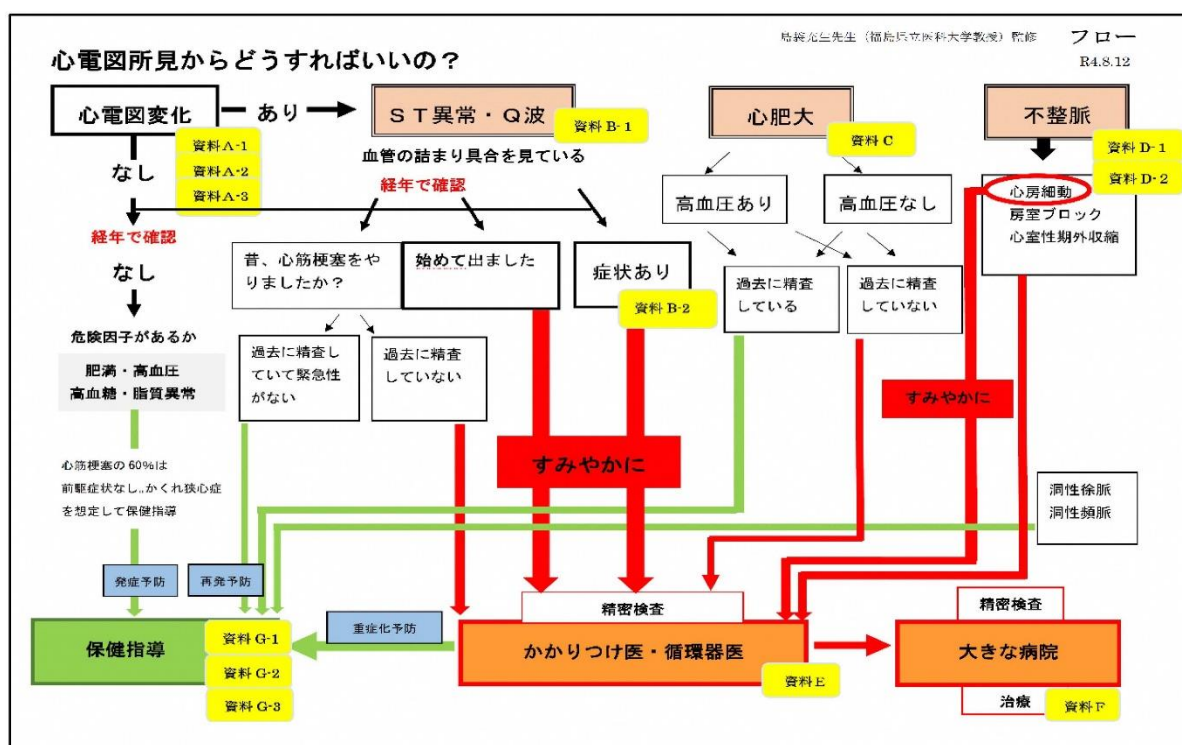 島袋充生先生（福島県立医科大学教授）監修
フロー
R4.8.12
心電図所見からどうすればいいの？
心電図変化
あり
ＳＴ異常・Ｑ波
資料 B-1
心肥大
資料 C
不整脈
資料 D-1
資料 D-2
資料A-1
資料A-2
資料A-3
なし
血管の詰まり具合を見ている
経年で確認
経年で確認
なし
高血圧あり
高血圧なし
心房細動
房室ブロック
心室性期外収縮
昔、心筋梗塞をや
りましたか？
始めて出ました
症状あり
資料 B-2
過去に精査
している
過去に精査
していない
危険因子があるか
肥満・高血圧
高血糖・脂質異常
過去に精査し
ていて緊急性
がない
過去に精査
していない
すみやかに
すみやかに
心筋梗塞の 60％は
前駆症状なし..かくれ狭心症
を想定して保健指導
洞性徐脈
洞性頻脈
発症予防
再発予防
重症化予防
精密検査
精密検査
保健指導
資料 G-1
資料 G-2
資料 G-3
かかりつけ医・循環器医
資料 E
大きな病院
治療
資料 F